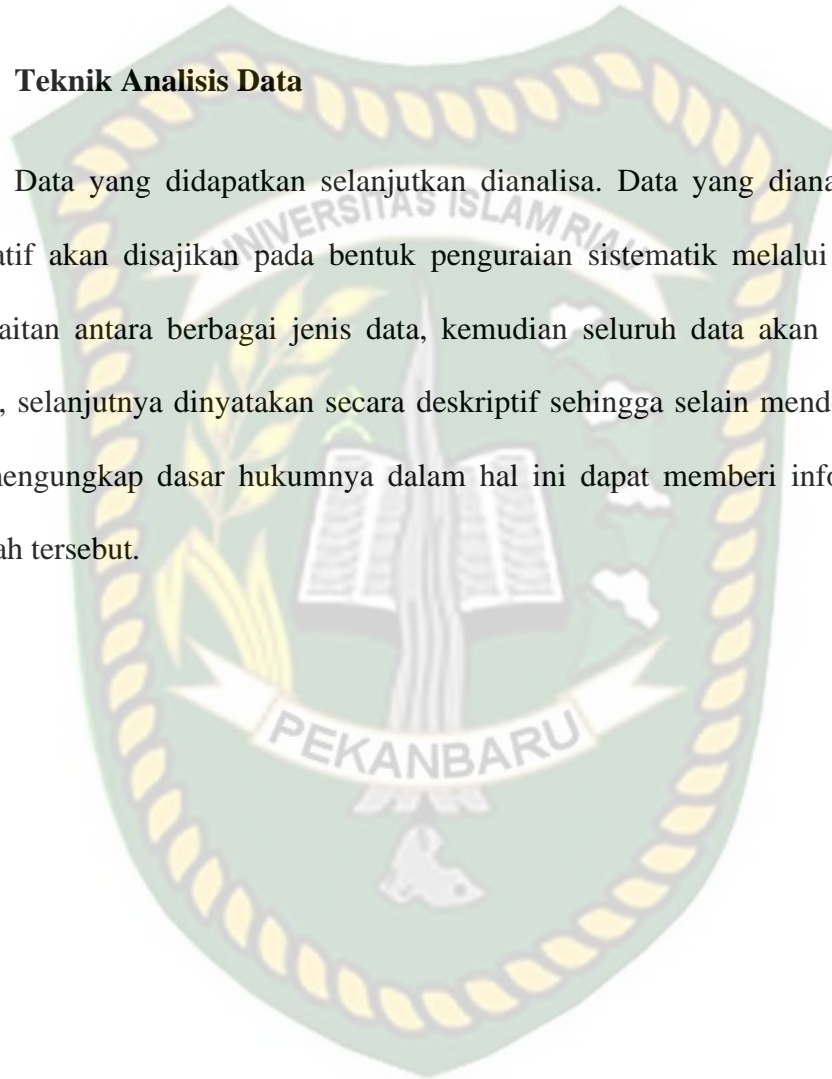 Teknik Analisis Data
Data yang didapatkan selanjutkan dianalisa. Data yang diana
atif akan disajikan pada bentuk penguraian sistematik melalui
aitan antara berbagai jenis data, kemudian seluruh data akan
, selanjutnya dinyatakan secara deskriptif sehingga selain mend
nengungkap dasar hukumnya dalam hal ini dapat memberi info
ah tersebut.
UNIVERSITAS ISLAM RIAU
PEKANBARU